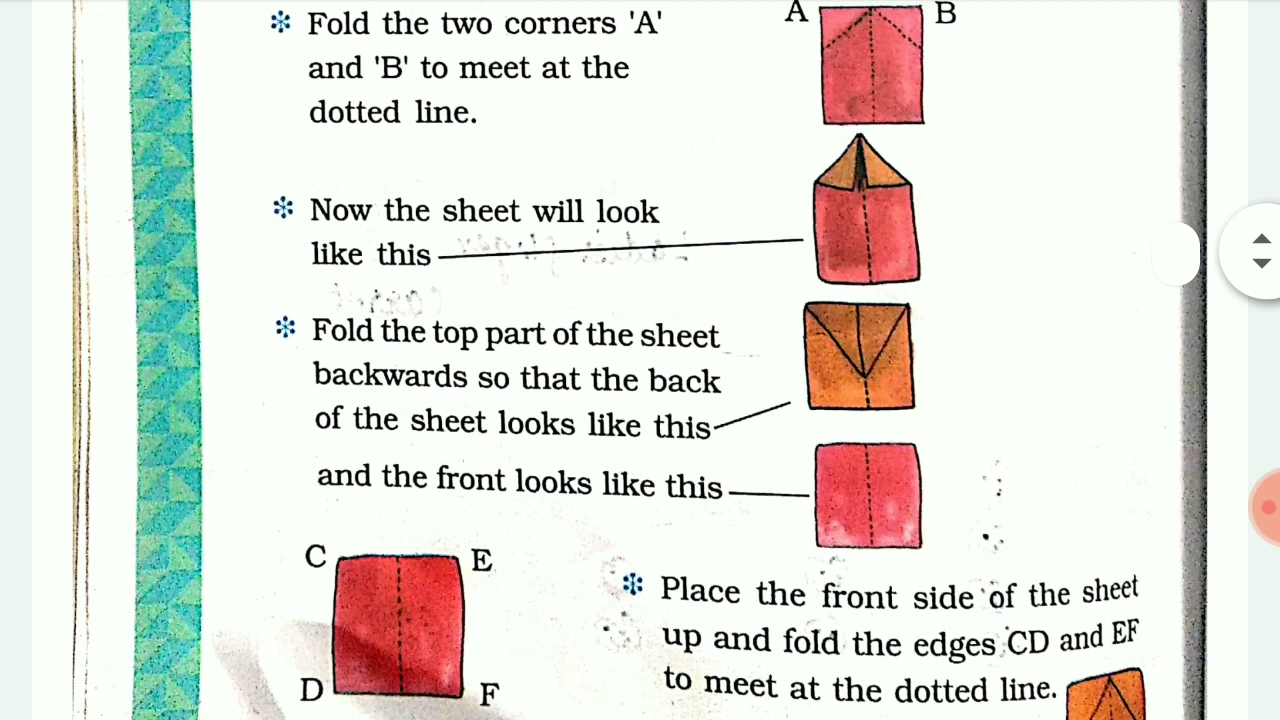 A B
* Fold the two corners 'A'
and 'B' to meet at the
dotted line.
* Now the sheet will look
like this
* Fold the top part of the sheet
backwards so that the back
of the sheet looks like this
and the front looks like this
C E
D F
* Place the front side of the sheet
up and fold the edges CD and EF
to meet at the dotted line.